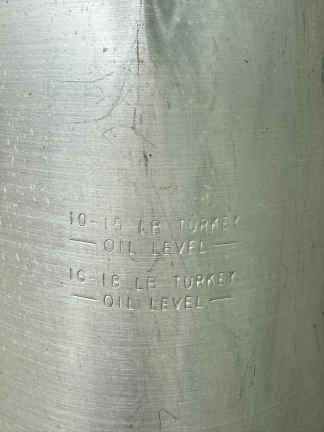 10-15 LB TURKEY
— OIL LEVEL —
16-18 LB TURKEY
— OIL LEVEL —